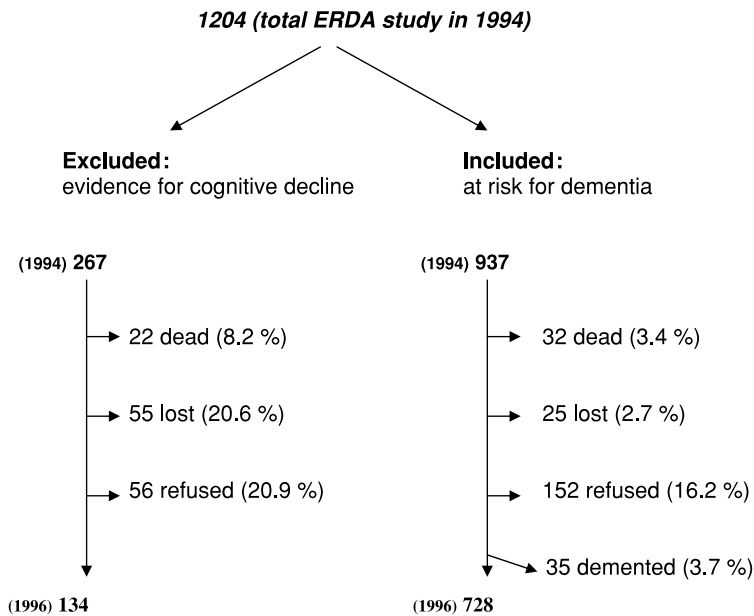 1204 (total ERDA study in 1994)
Excluded:
evidence for cognitive decline
(1994) 267
22 dead (8.2 %)
55 lost (20.6 %)
56 refused (20.9 %)
(1996) 134
Included:
at risk for dementia
(1994) 937
32 dead (3.4 %)
25 lost (2.7 %)
152 refused (16.2 %)
35 demented (3.7 %)
(1996) 728